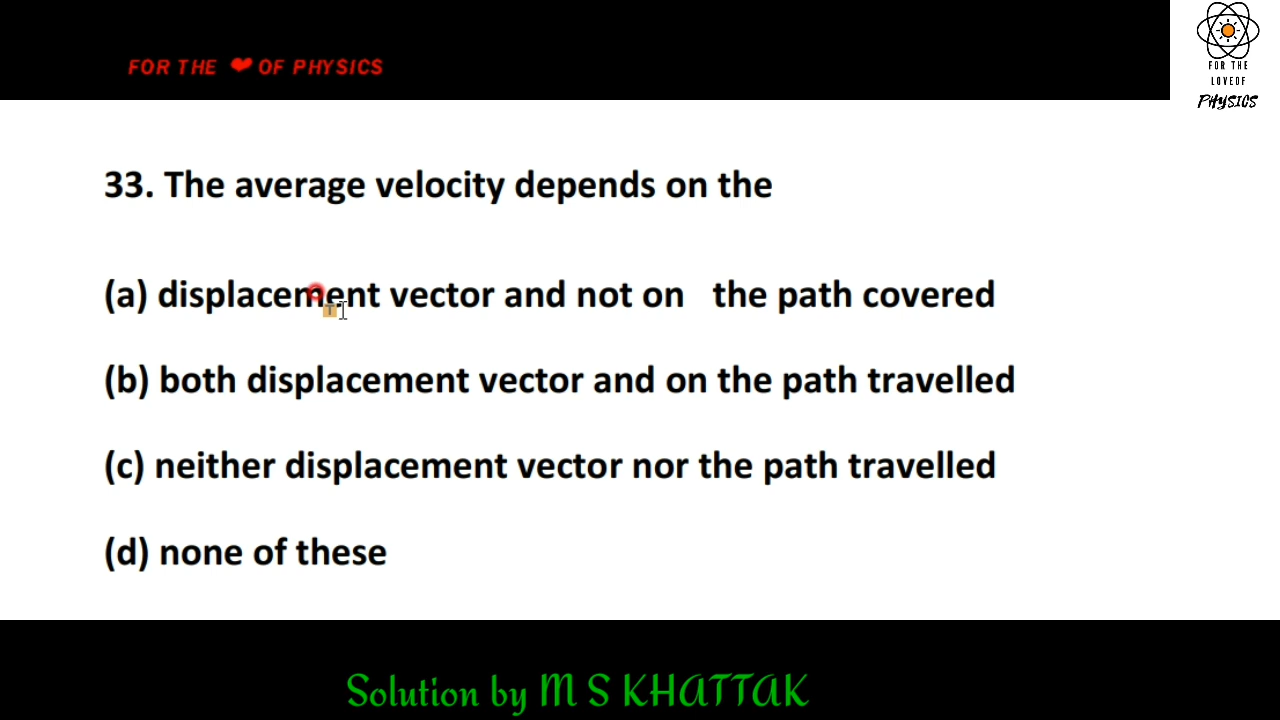 FOR THE ❤ OF PHYSICS
FOR THE
LOVE OF
PHYSICS
33. The average velocity depends on the
(a) displacement vector and not on   the path covered
(b) both displacement vector and on the path travelled
(c) neither displacement vector nor the path travelled
(d) none of these
Solution by M S KHATTAK